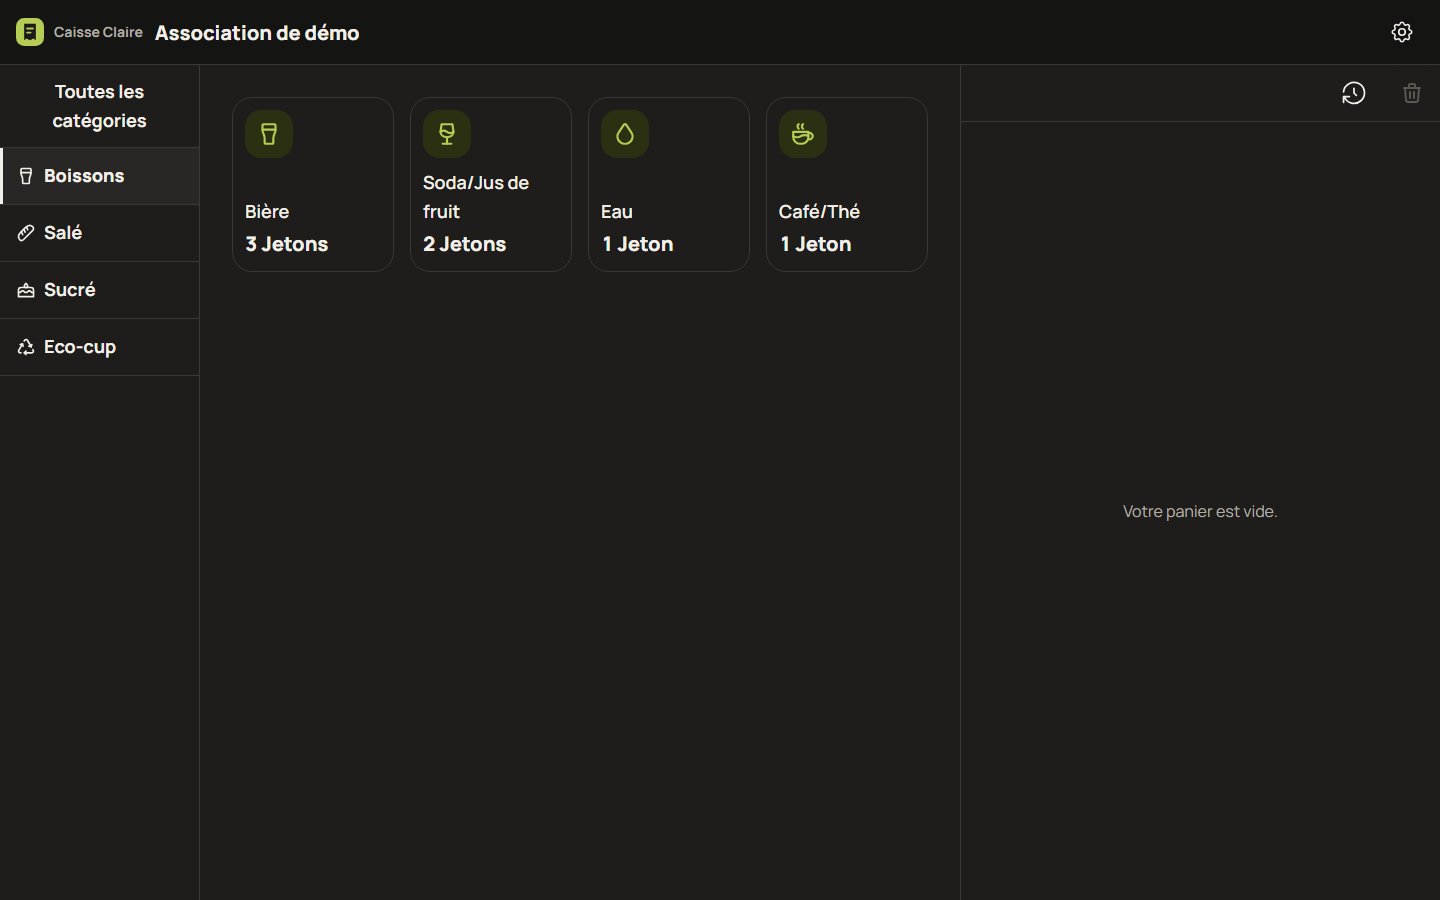 Caisse Claire Association de démo
Toutes les
catégories
Boissons
Salé
Sucré
Eco-cup
Bière
3 Jetons
Soda/Jus de
fruit
2 Jetons
Eau
1 Jeton
Café/Thé
1 Jeton
Votre panier est vide.